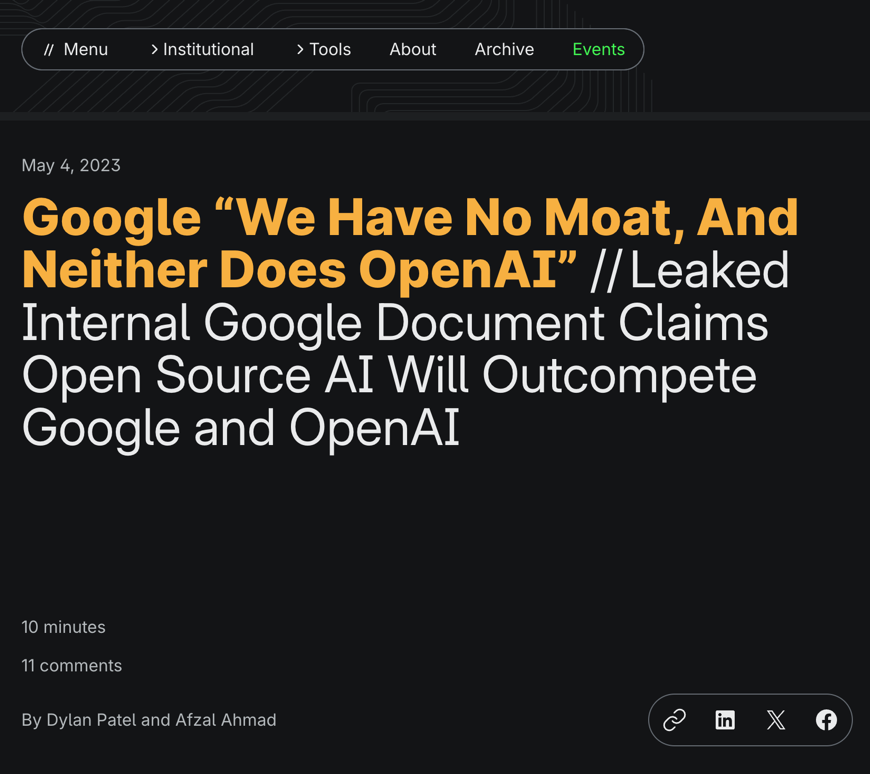 // Menu > Institutional > Tools About Archive Events
May 4, 2023
Google “We Have No Moat, And
Neither Does OpenAI” // Leaked
Internal Google Document Claims
Open Source AI Will Outcompete
Google and OpenAI
10 minutes
11 comments
By Dylan Patel and Afzal Ahmad